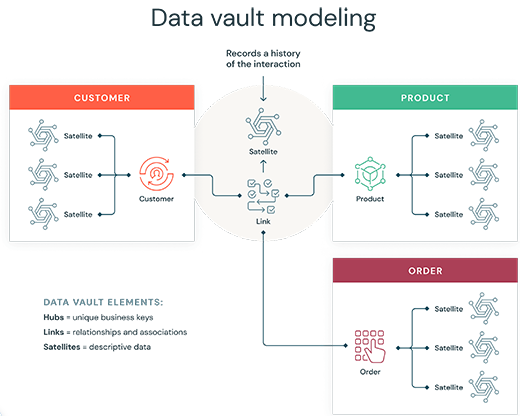 Data vault modeling
Records a history
of the interaction
CUSTOMER
Satellite
Satellite
Satellite
Customer
Satellite
Link
PRODUCT
Product
Satellite
Satellite
Satellite
ORDER
Order
Satellite
Satellite
Satellite
DATA VAULT ELEMENTS:
Hubs = unique business keys
Links = relationships and associations
Satellites = descriptive data